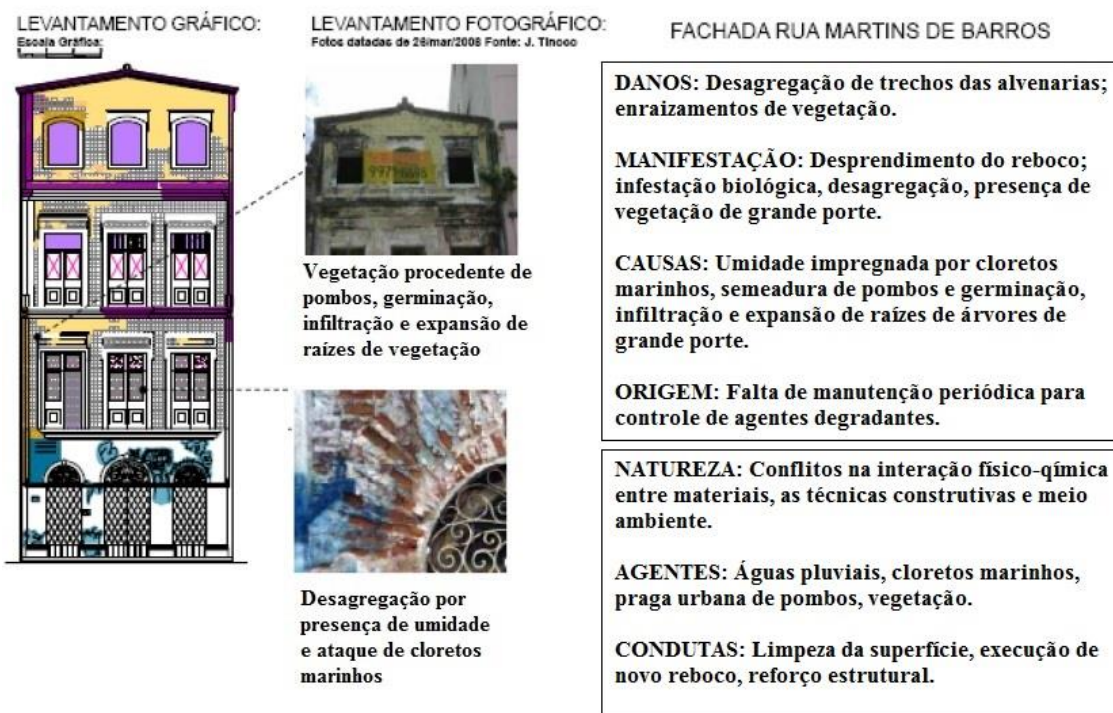 LEVANTAMENTO GRÁFICO:
Escala Gráfica:
LEVANTAMENTO FOTOGRÁFICO:
Fotos datadas de 26/mar/2008 Fonte: J. Tinoco
Vegetação procedente de
pombos, germinação,
infiltração e expansão de
raízes de vegetação
Desagregação por
presença de umidade
e ataque de cloretos
marinhos
FACHADA RUA MARTINS DE BARROS
DANOS: Desagregação de trechos das alvenarias;
enraizamentos de vegetação.
MANIFESTAÇÃO: Desprendimento do reboco;
infestação biológica, desagregação, presença de
vegetação de grande porte.
CAUSAS: Umidade impregnada por cloretos
marinhos, semeadura de pombos e germinação,
infiltração e expansão de raízes de árvores de
grande porte.
ORIGEM: Falta de manutenção periódica para
controle de agentes degradantes.
NATUREZA: Conflitos na interação físico-qímica
entre materiais, as técnicas construtivas e meio
ambiente.
AGENTES: Águas pluviais, cloretos marinhos,
praga urbana de pombos, vegetação.
CONDUTAS: Limpeza da superfície, execução de
novo reboco, reforço estrutural.